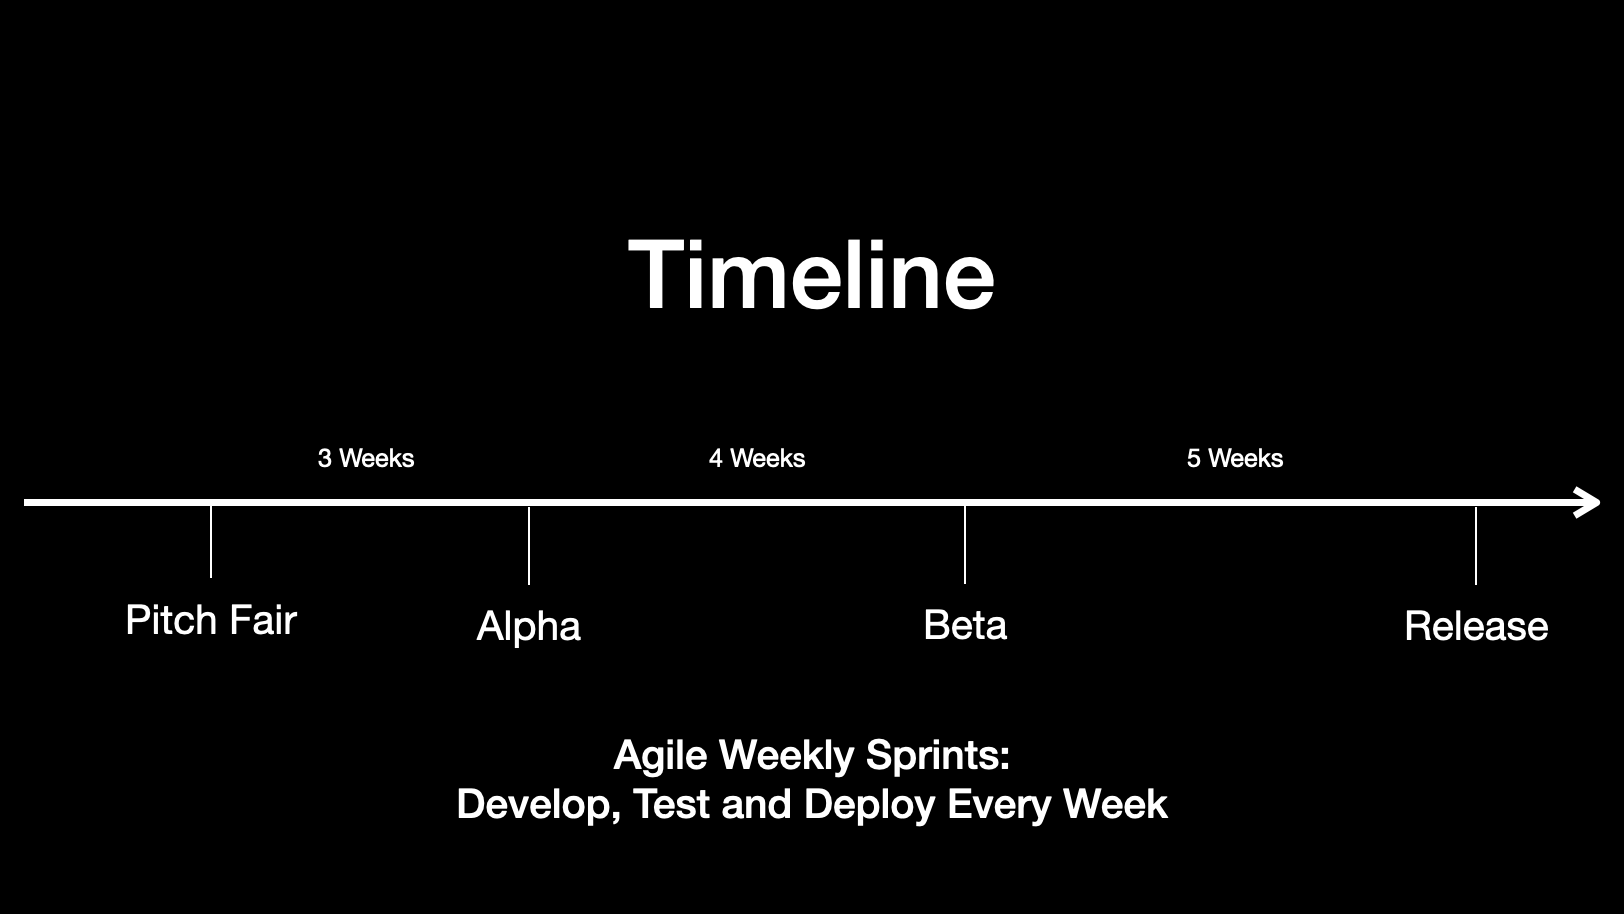 Timeline
3 Weeks
4 Weeks
5 Weeks
Pitch Fair
Alpha
Beta
Release
Agile Weekly Sprints:
Develop, Test and Deploy Every Week